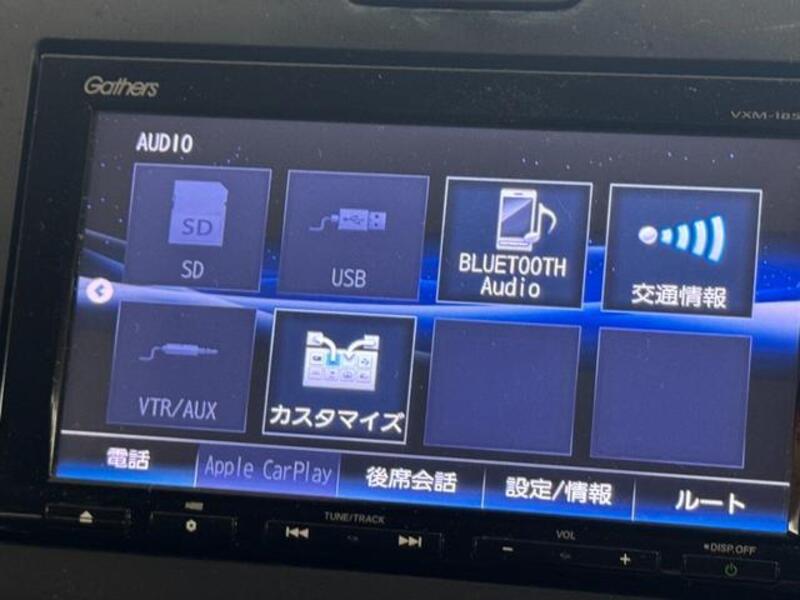 Gathers
VXM-185
AUDIO
SD
SD
USB
BLUETOOTH
Audio
交通情報
VTR/AUX
カスタマイズ
電話
Apple CarPlay
後席会話
設定/情報
ルート
TUNE/TRACK
VOL
DISP.OFF